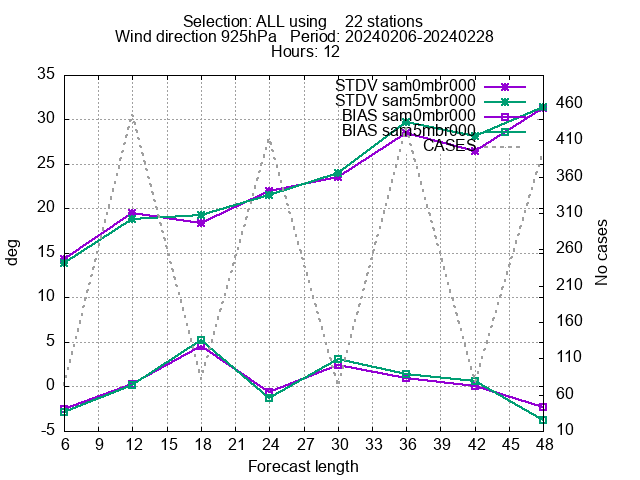 Selection: ALL using    22 stations
Wind direction 925hPa   Period: 20240206-20240228
Hours: 12
STDV sam0mbr000
STDV sam5mbr000
BIAS sam0mbr000
BIAS sam5mbr000
CASES
35
30
25
20
15
10
5
0
-5
deg
460
410
360
310
260
210
160
110
60
10
No cases
6 9 12 15 18 21 24 27 30 33 36 39 42 45 48
Forecast length